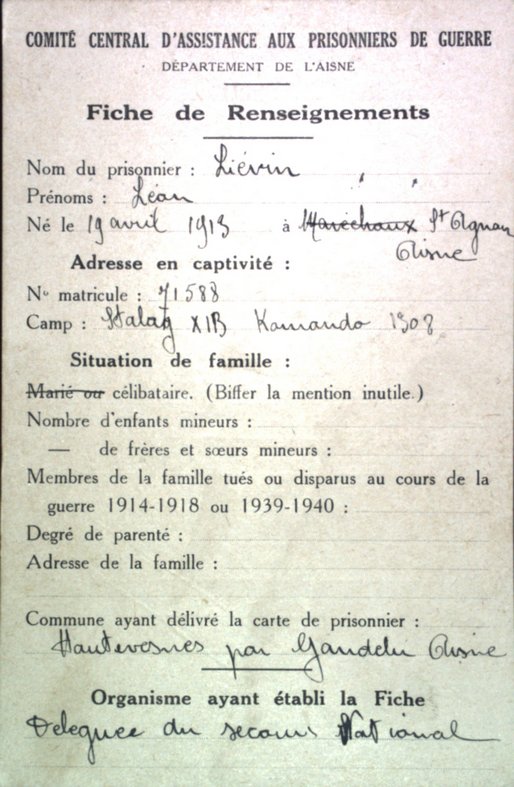 COMITÉ CENTRAL D'ASSISTANCE AUX PRISONNIERS DE GUERRE
DÉPARTEMENT DE L'AISNE
Fiche de Renseignements
Nom du prisonnier : Liévin
Prénoms : Léon
Né le 19 avril 1913 à Maréchaux St Agnan
Aisne
Adresse en captivité :
No matricule : 71588
Camp : Stalag XIB Komando 1308
Situation de famille :
Marié ou célibataire. (Biffer la mention inutile.)
Nombre d'enfants mineurs :
— de frères et sœurs mineurs :
Membres de la famille tués ou disparus au cours de la
guerre 1914-1918 ou 1939-1940 :
Degré de parenté :
Adresse de la famille :
Commune ayant délivré la carte de prisonnier :
Hautevesnes par Gandelu Aisne
Organisme ayant établi la Fiche
Déléguée du secours National